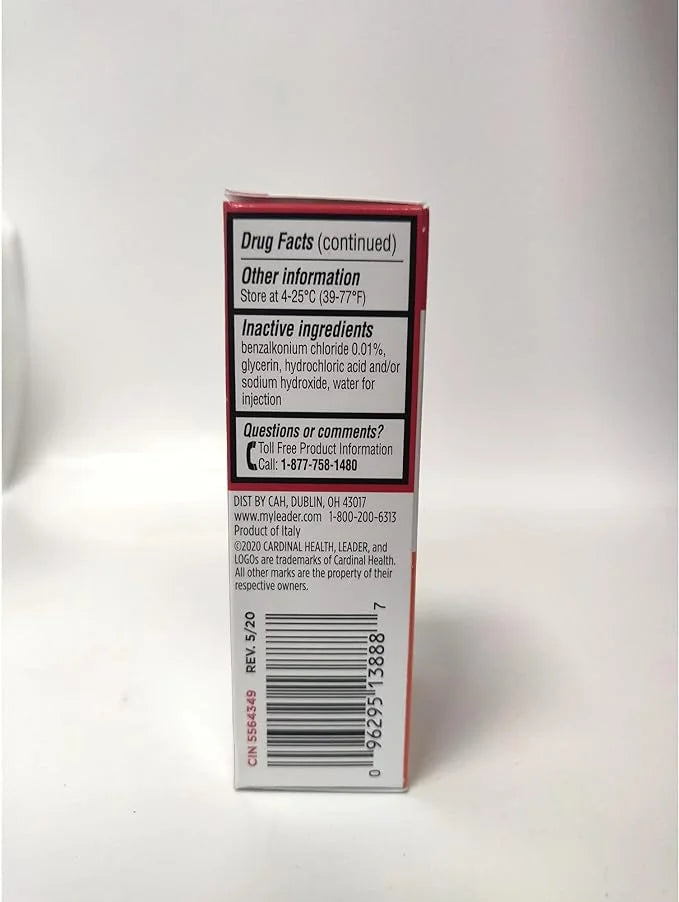 Drug Facts (continued)
Other information
Store at 4-25°C (39-77°F)
Inactive ingredients
benzalkonium chloride 0.01%,
glycerin, hydrochloric acid and/or
sodium hydroxide, water for
injection
Questions or comments?
Toll Free Product Information
Call: 1-877-758-1480
DIST BY CAH, DUBLIN, OH 43017
www.myleader.com 1-800-200-6313
Product of Italy
©2020 CARDINAL HEALTH, LEADER, and
LOGOs are trademarks of Cardinal Health.
All other marks are the property of their
respective owners.
CIN 5564349 REV. 5/20
0 96295 13888 7